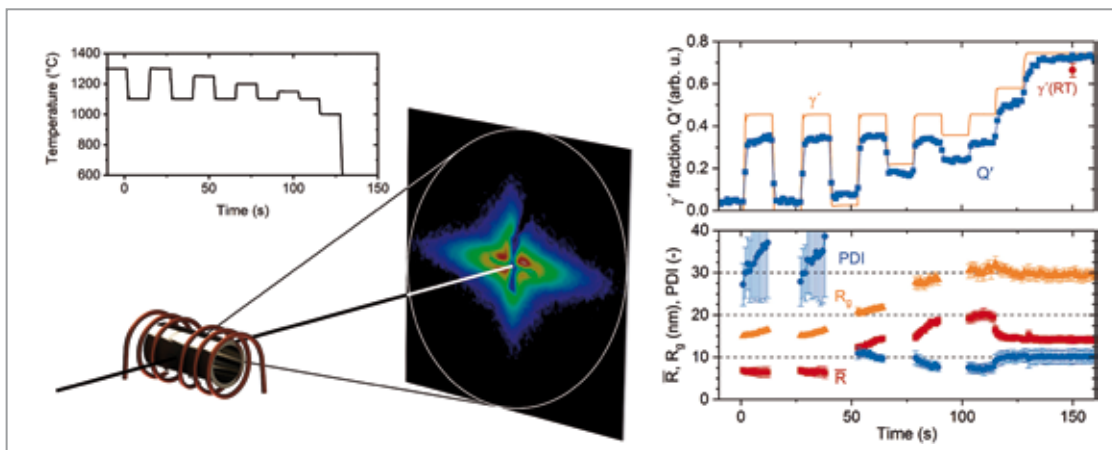 1400
1200
1000
800
600
Temperature (°C)
0
50
100
150
Time (s)
0.8
0.6
0.4
0.2
0.0
γ´ fraction, Q' (arb. u.)
γ´
γ´(RT)
Q'
40
30
20
10
0
R̅, Rg (nm), PDI (-)
PDI
Rg
R̅
0
50
100
150
Time (s)